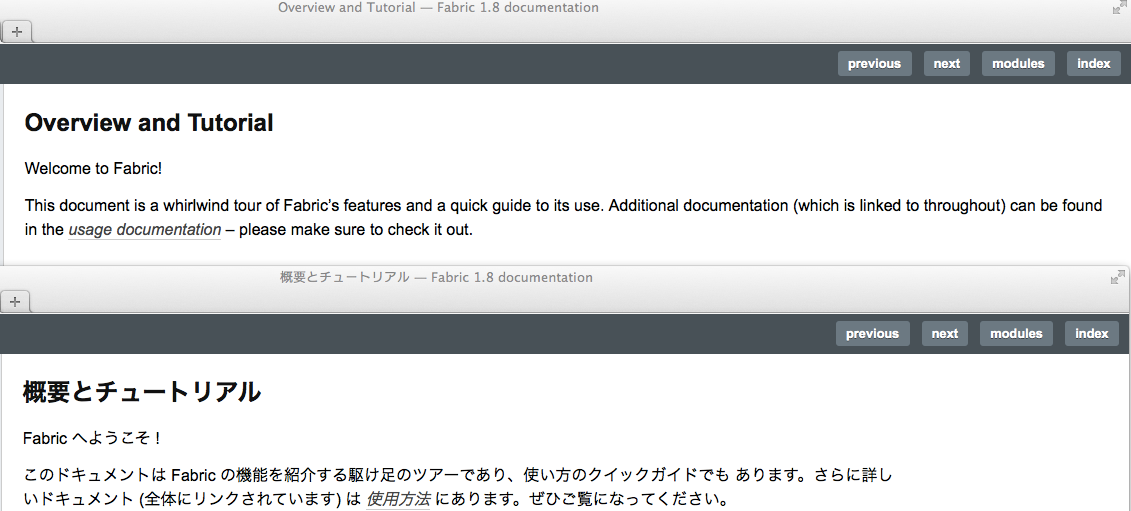 Overview and Tutorial — Fabric 1.8 documentation
+
previous next modules index
Overview and Tutorial
Welcome to Fabric!
This document is a whirlwind tour of Fabric’s features and a quick guide to its use. Additional documentation (which is linked to throughout) can be found
in the usage documentation – please make sure to check it out.
概要とチュートリアル — Fabric 1.8 documentation
+
previous next modules index
概要とチュートリアル
Fabric へようこそ！
このドキュメントは Fabric の機能を紹介する駆け足のツアーであり、使い方のクイックガイドでも あります。さらに詳し
いドキュメント (全体にリンクされています) は 使用方法 にあります。ぜひご覧になってください。